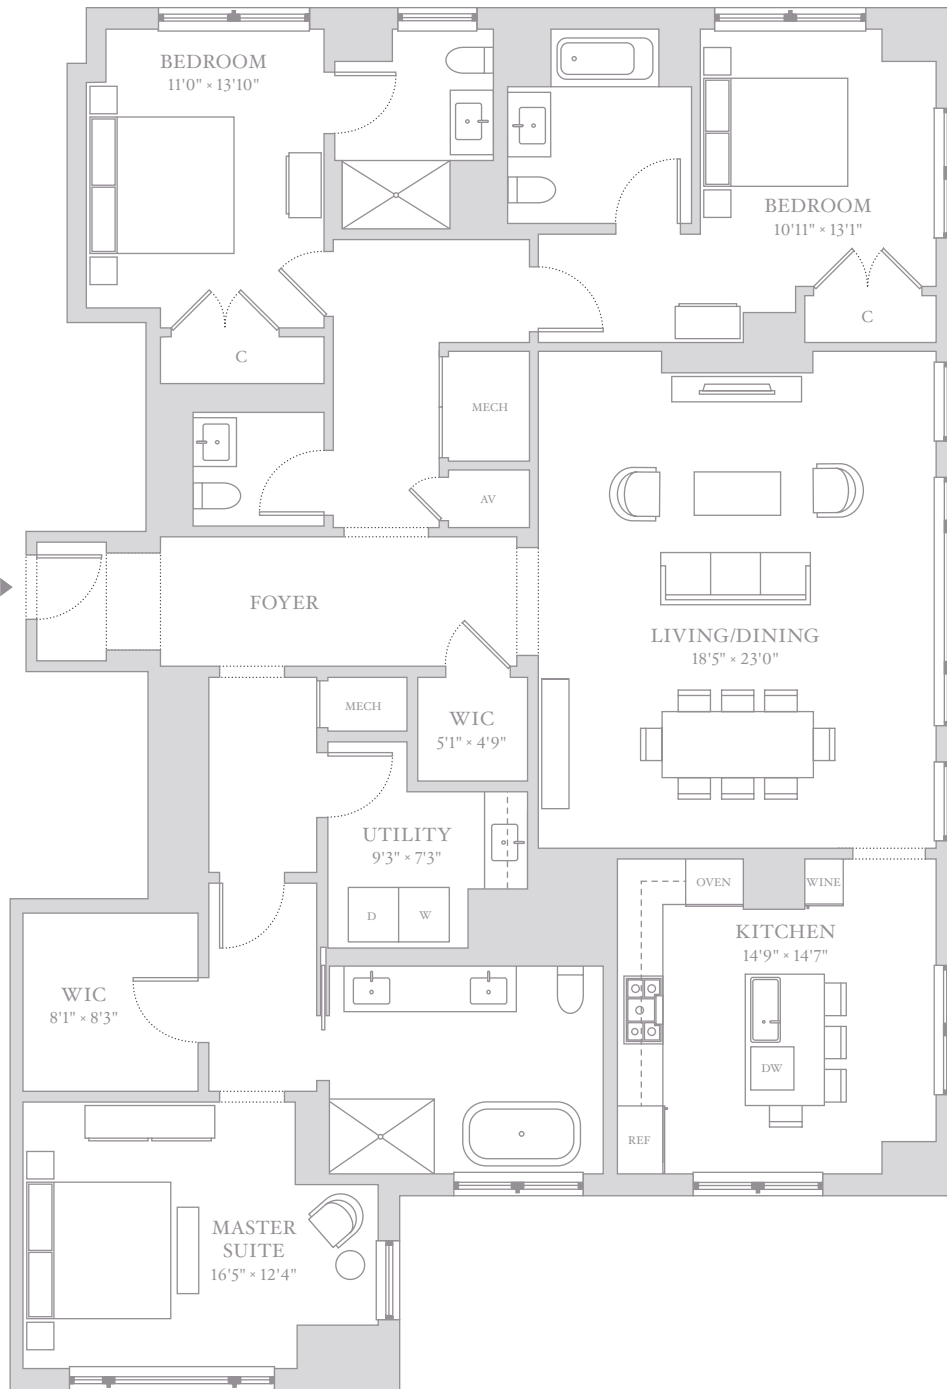 BEDROOM
11'0" × 13'10"
BEDROOM
10'11" × 13'1"
C
C
MECH
AV
FOYER
LIVING/DINING
18'5" × 23'0"
MECH
WIC
5'1" × 4'9"
UTILITY
9'3" × 7'3"
D
W
OVEN
WINE
KITCHEN
14'9" × 14'7"
WIC
8'1" × 8'3"
DW
REF
MASTER
SUITE
16'5" × 12'4"